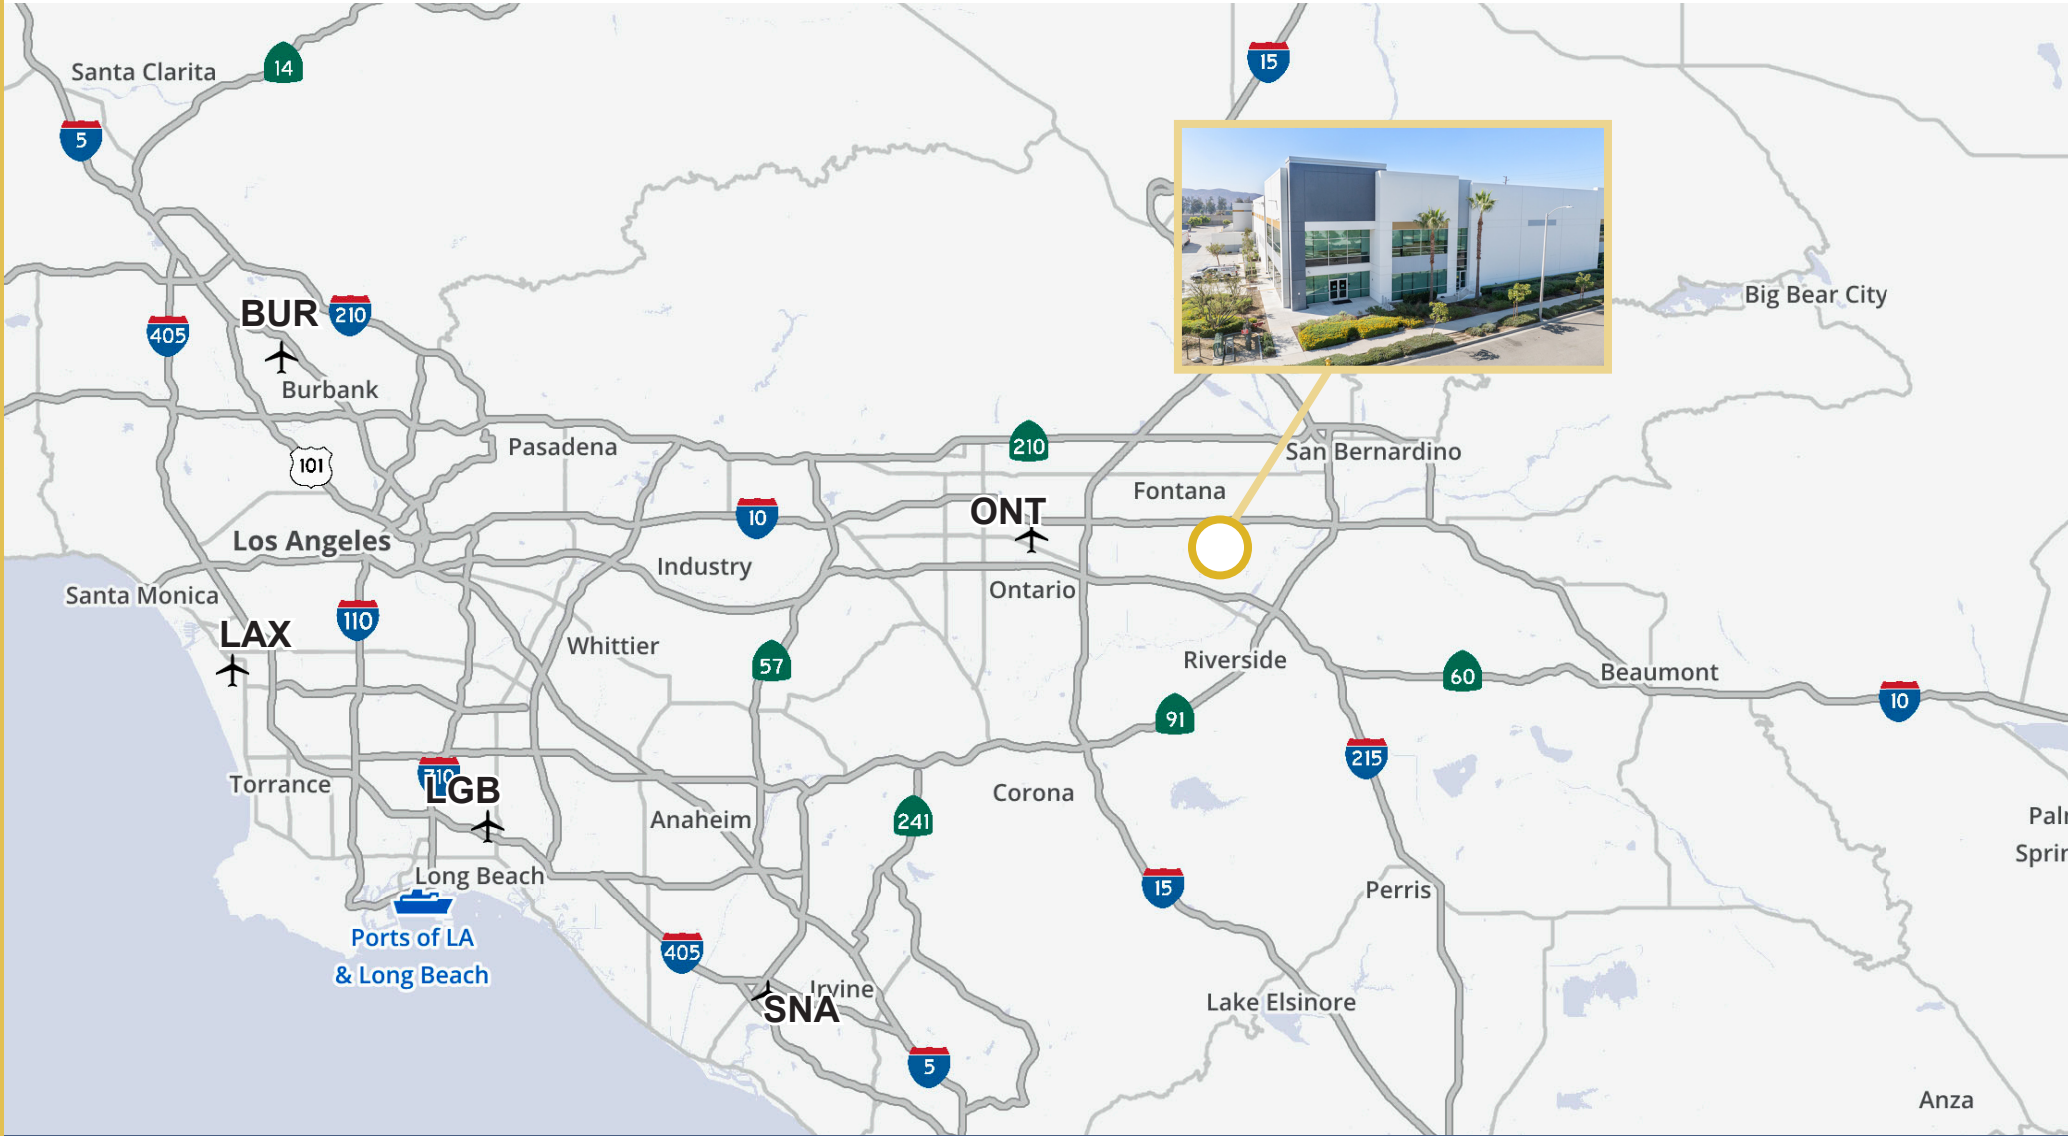 Santa Clarita
14
15
5
BUR
210
405
Burbank
Big Bear City
101
Pasadena
210
San Bernardino
Fontana
10
ONT
Los Angeles
Industry
Ontario
Santa Monica
110
LAX
Whittier
57
Riverside
60
Beaumont
91
10
215
Torrance
710
LGB
Anaheim
241
Corona
Palm
Sprin
Long Beach
15
Perris
Ports of LA
& Long Beach
405
Irvine
SNA
Lake Elsinore
5
Anza